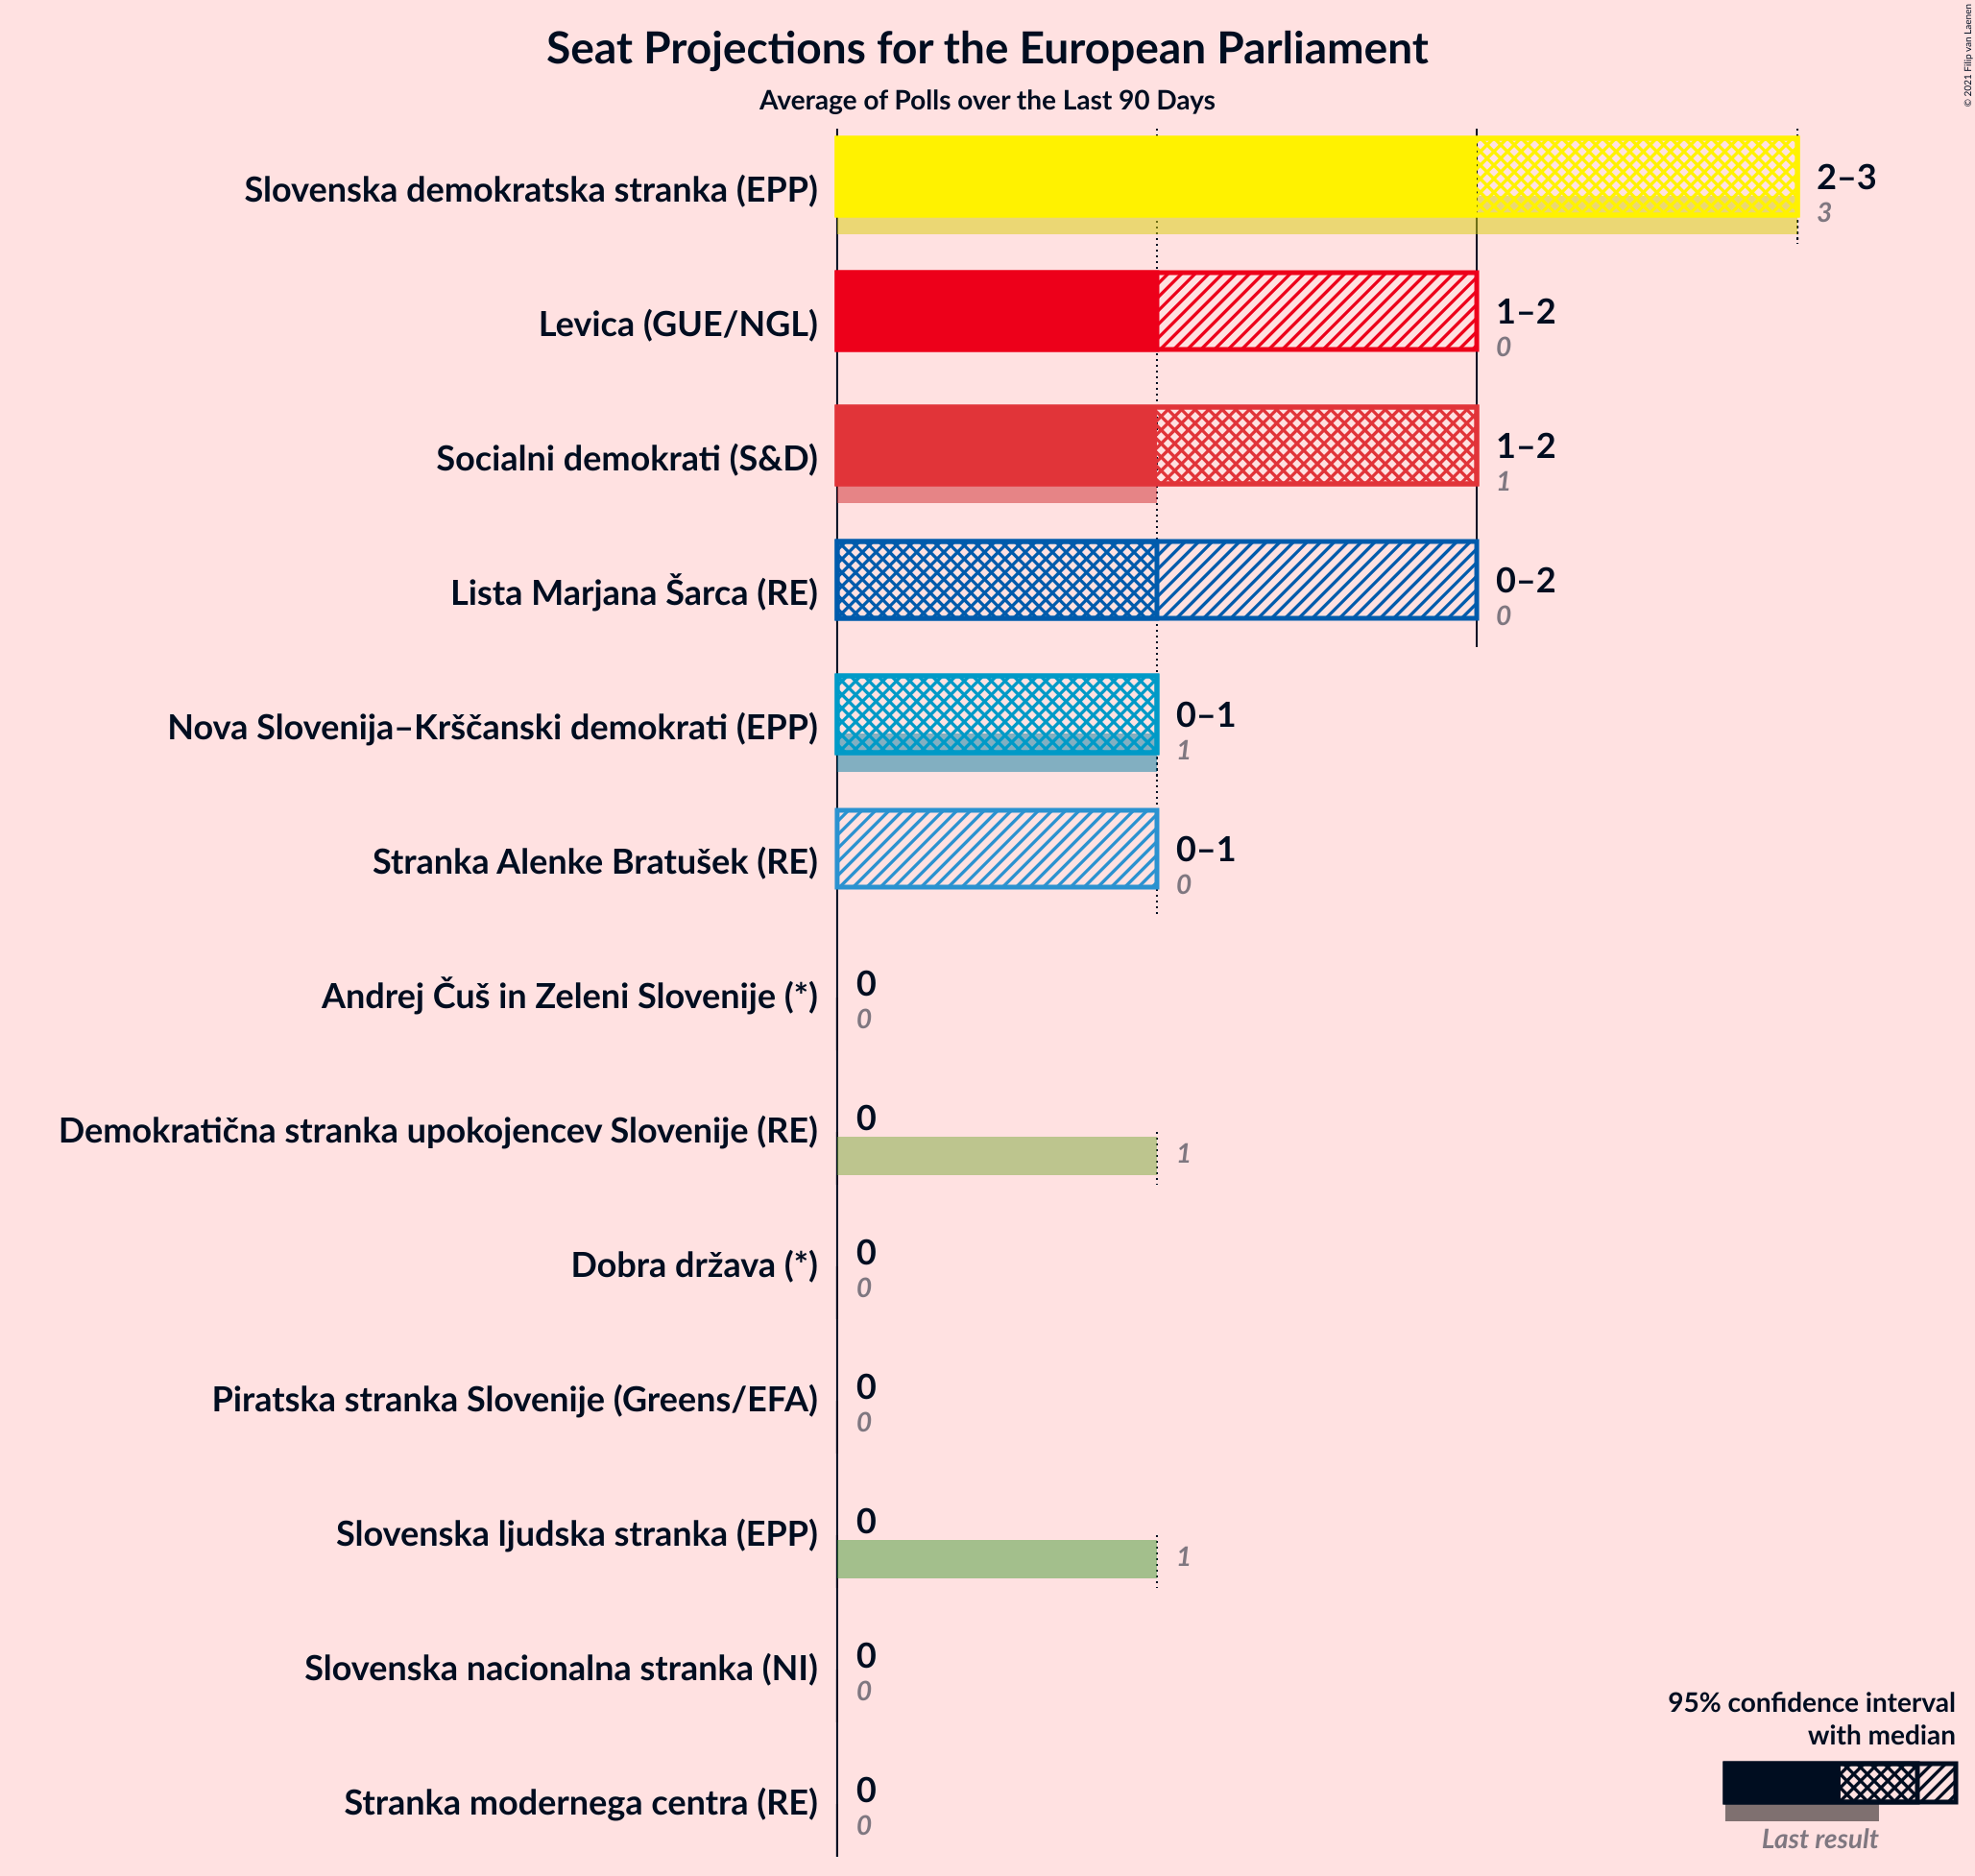 Seat Projections for the European Parliament
Average of Polls over the Last 90 Days
© 2021 Filip van Laenen
Slovenska demokratska stranka (EPP)
2–3
3
Levica (GUE/NGL)
1–2
0
Socialni demokrati (S&D)
1–2
1
Lista Marjana Šarca (RE)
0–2
0
Nova Slovenija–Krščanski demokrati (EPP)
0–1
1
Stranka Alenke Bratušek (RE)
0–1
0
Andrej Čuš in Zeleni Slovenije (*)
0
0
Demokratična stranka upokojencev Slovenije (RE)
0
1
Dobra država (*)
0
0
Piratska stranka Slovenije (Greens/EFA)
0
0
Slovenska ljudska stranka (EPP)
0
1
Slovenska nacionalna stranka (NI)
0
0
Stranka modernega centra (RE)
0
0
95% confidence interval
with median
Last result